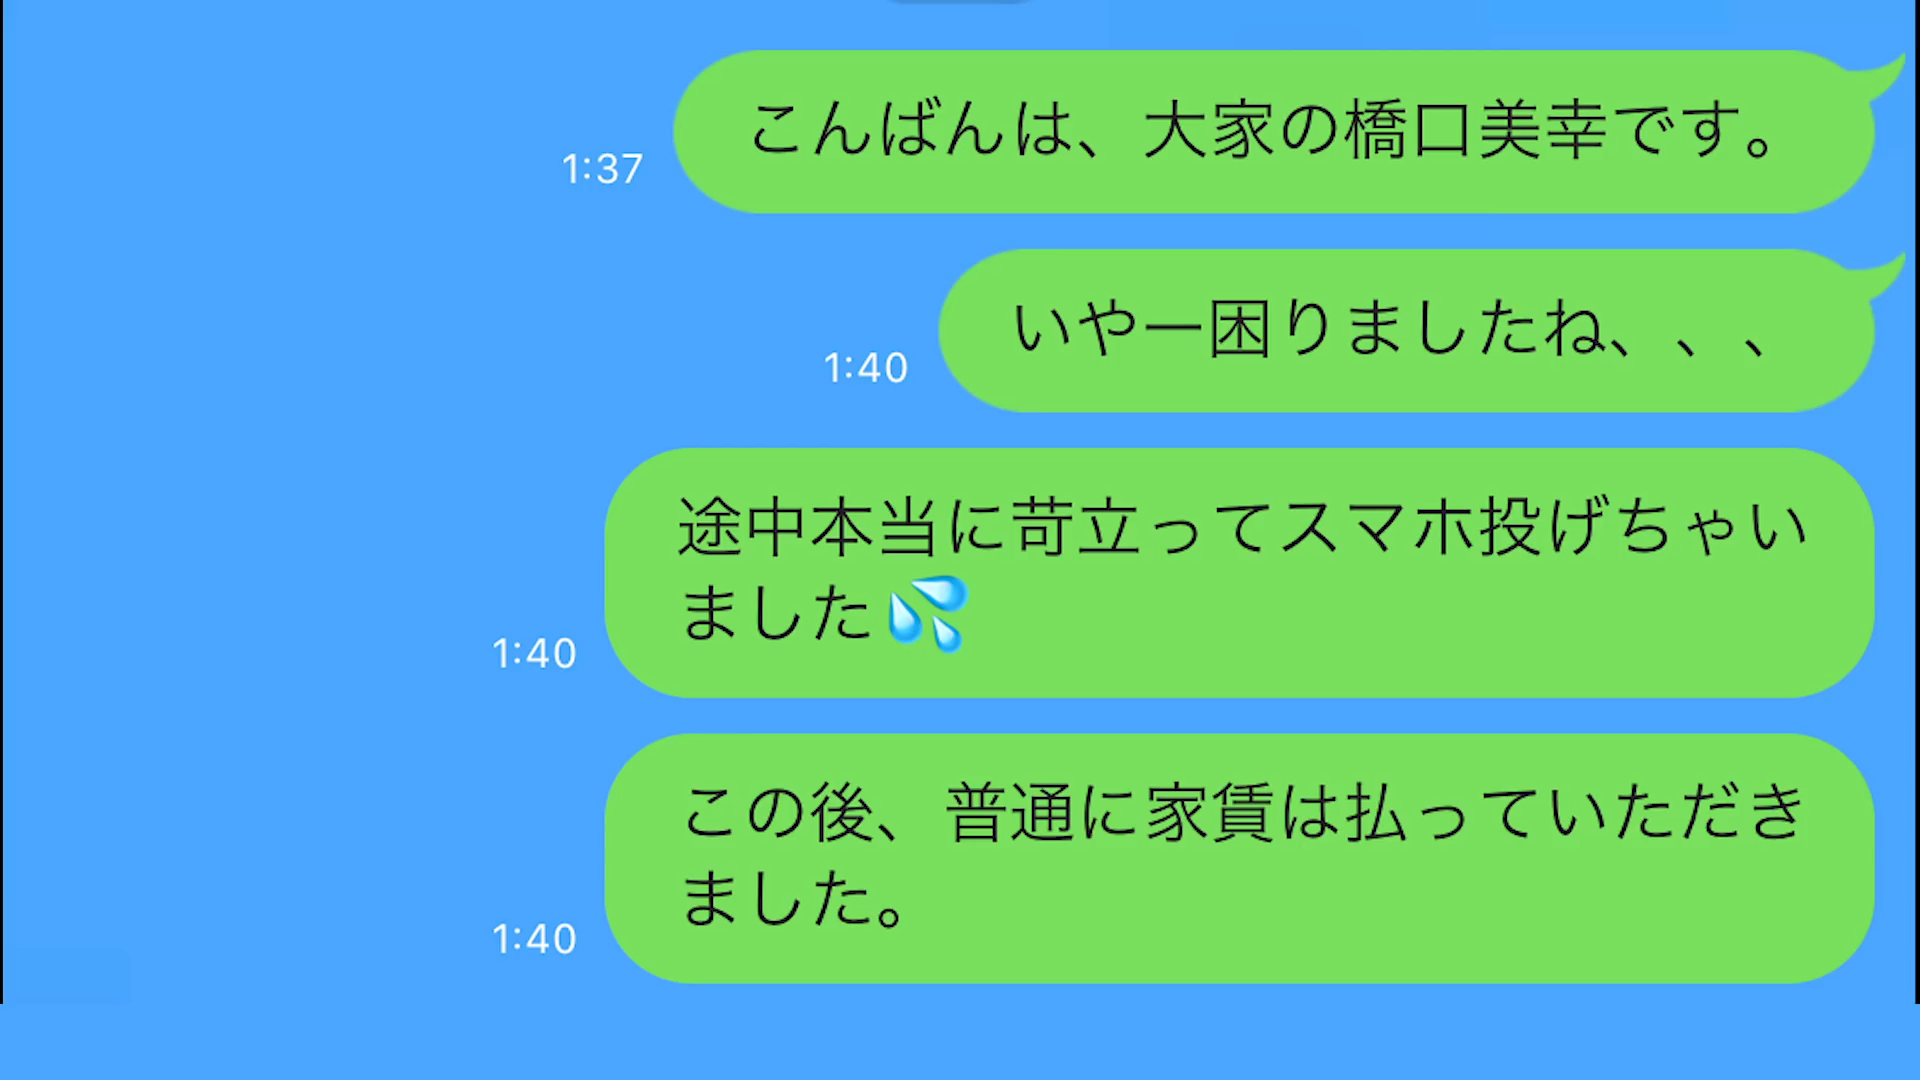 こんばんは、大家の橋口美幸です。
1:37
いやー困りましたね、、、
1:40
途中本当に苛立ってスマホ投げちゃい
ました💦
1:40
この後、普通に家賃は払っていただき
ました。
1:40